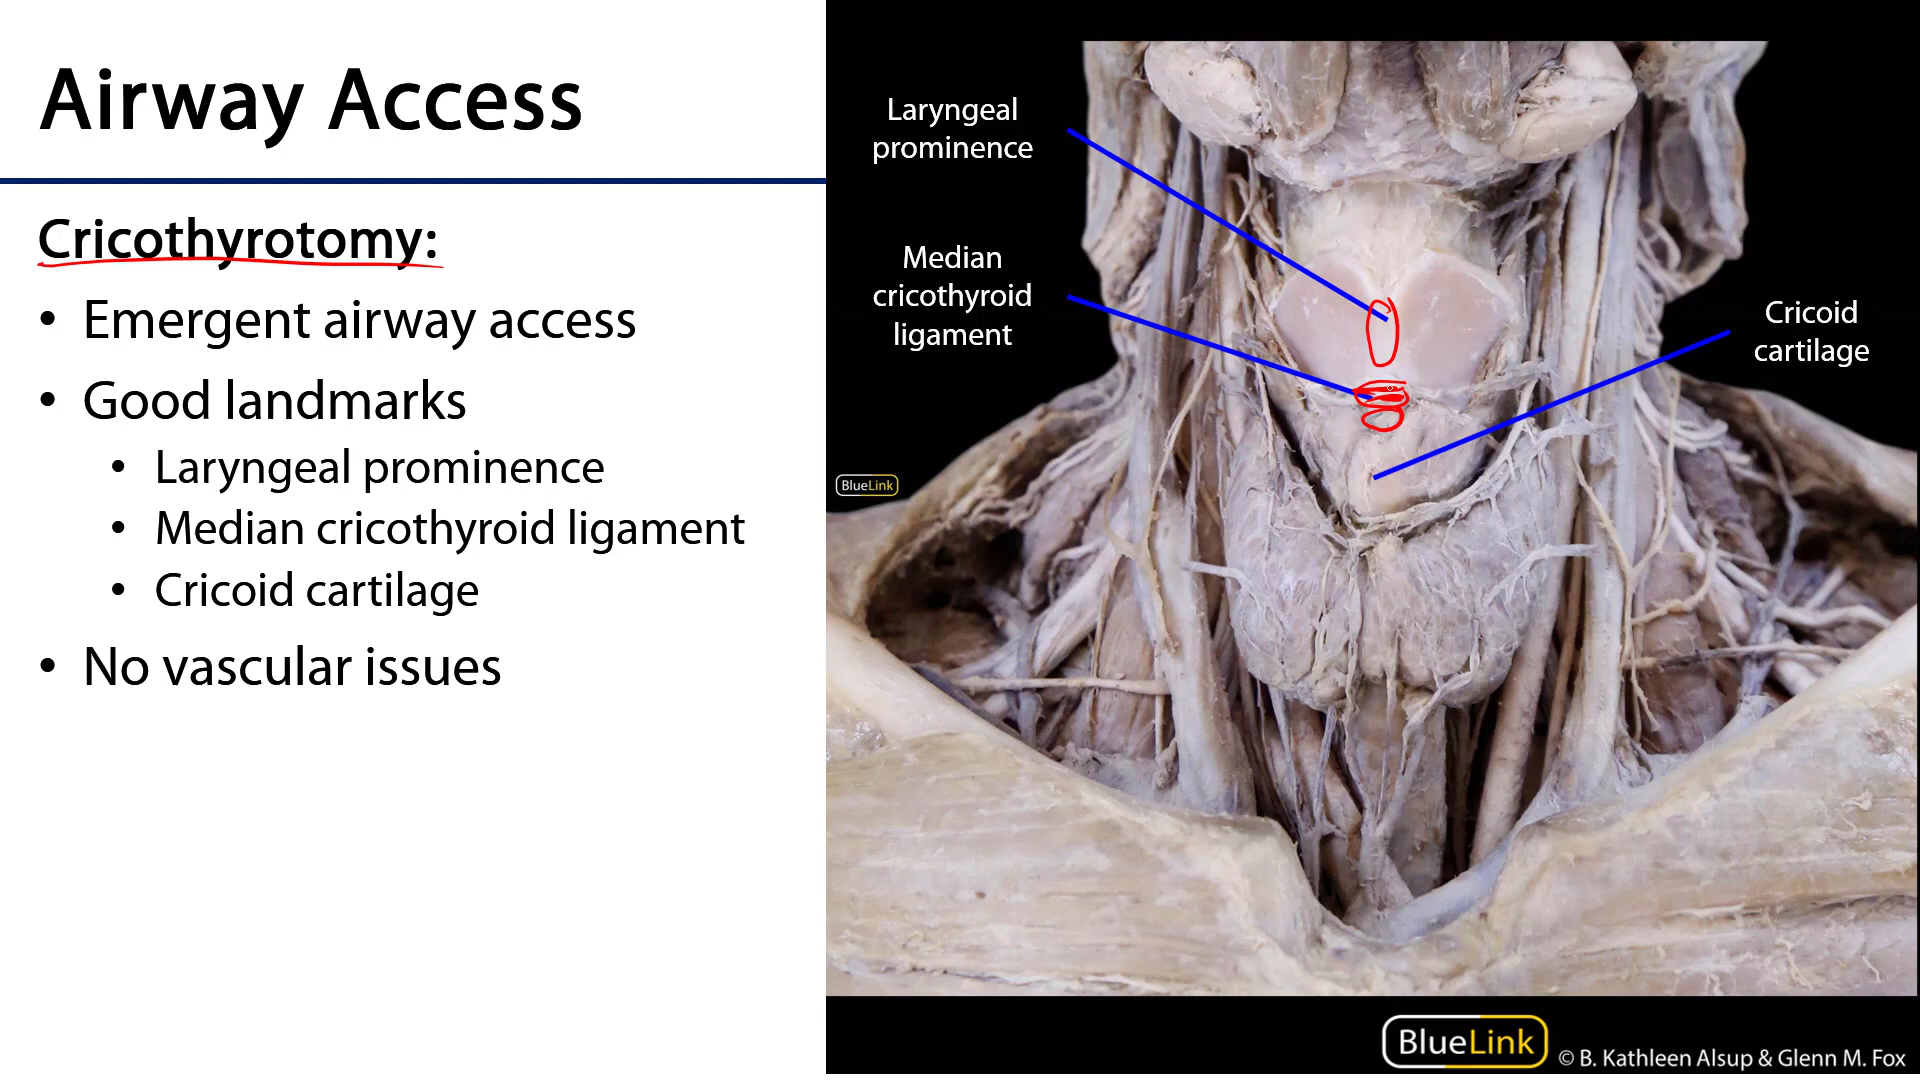 Airway Access
Cricothyrotomy:
• Emergent airway access
• Good landmarks
• Laryngeal prominence
• Median cricothyroid ligament
• Cricoid cartilage
• No vascular issues
Laryngeal
prominence
Median
cricothyroid
ligament
Cricoid
cartilage
BlueLink
BlueLink
© B. Kathleen Alsup & Glenn M. Fox